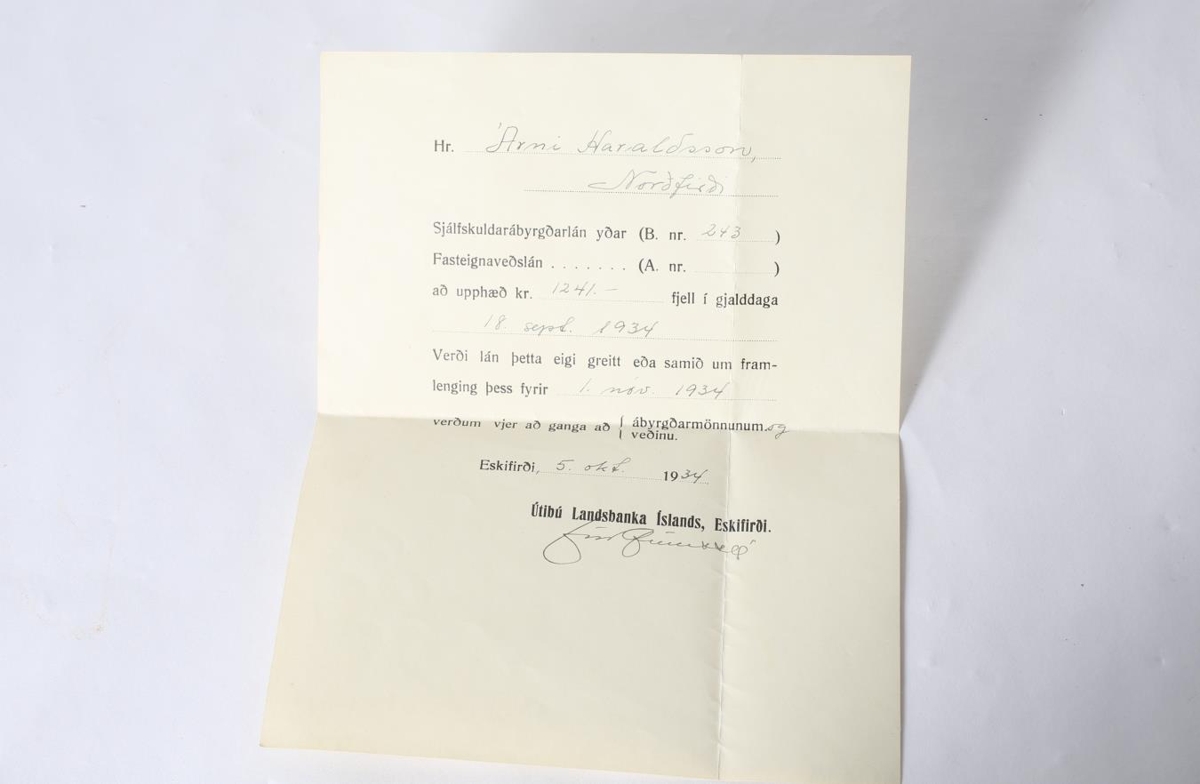 Hr. Árni Haraldsson,
Norðfirði
Sjálfskuldarábyrgðarlán yðar (B. nr. 243 )
Fasteignaveðslán . . . . . . . (A. nr. )
að upphæð kr. 1241.- fjell í gjalddaga
18. sept. 1934
Verði lán þetta eigi greitt eða samið um fram-
lenging þess fyrir 1. nóv. 1934
verðum vjer að ganga að ábyrgðarmönnunum. og
veðinu.
Eskifirði, 5. okt. 1934
Útibú Landsbanka Íslands, Eskifirði.